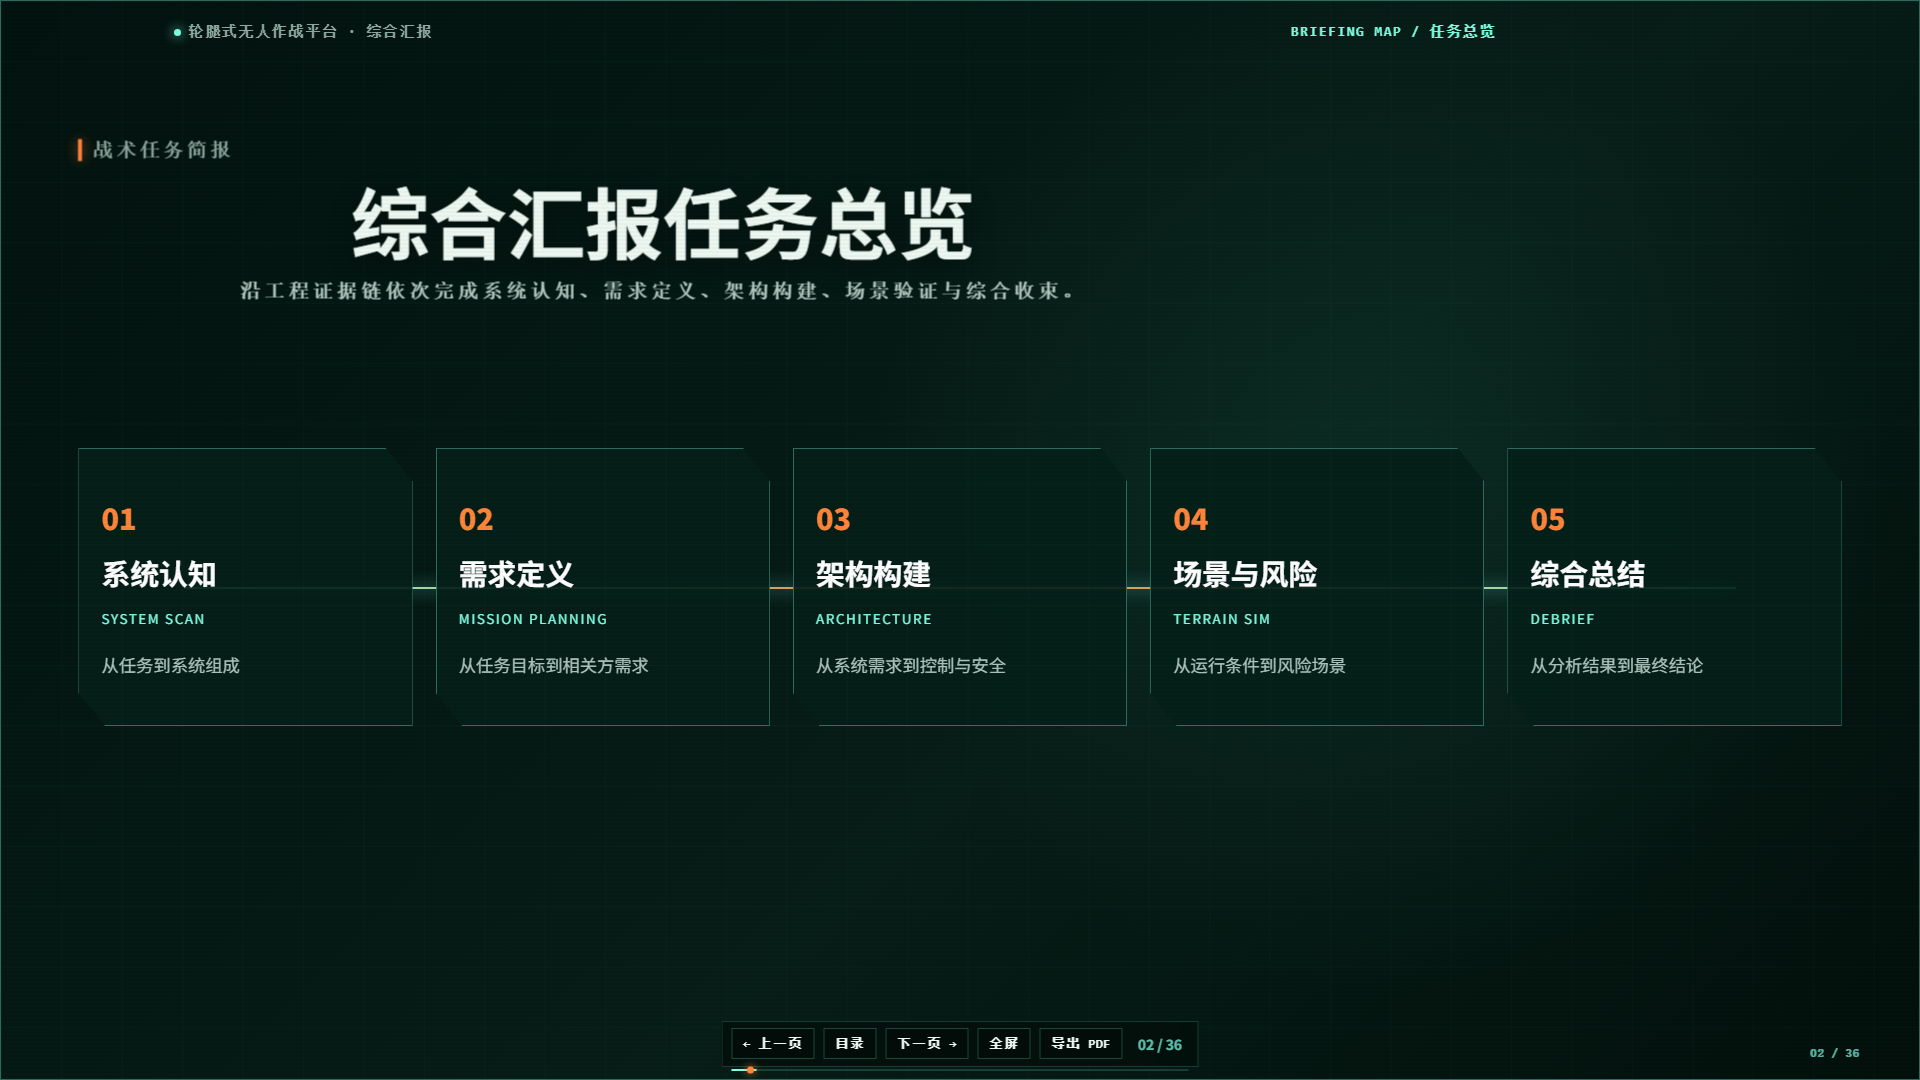 轮腿式无人作战平台 · 综合汇报
BRIEFING MAP / 任务总览
战术任务简报
综合汇报任务总览
沿工程证据链依次完成系统认知、需求定义、架构构建、场景验证与综合收束。
01
系统认知
SYSTEM SCAN
从任务到系统组成
02
需求定义
MISSION PLANNING
从任务目标到相关方需求
03
架构构建
ARCHITECTURE
从系统需求到控制与安全
04
场景与风险
TERRAIN SIM
从运行条件到风险场景
05
综合总结
DEBRIEF
从分析结果到最终结论
← 上一页
目录
下一页 →
全屏
导出 PDF
02 / 36
02 / 36